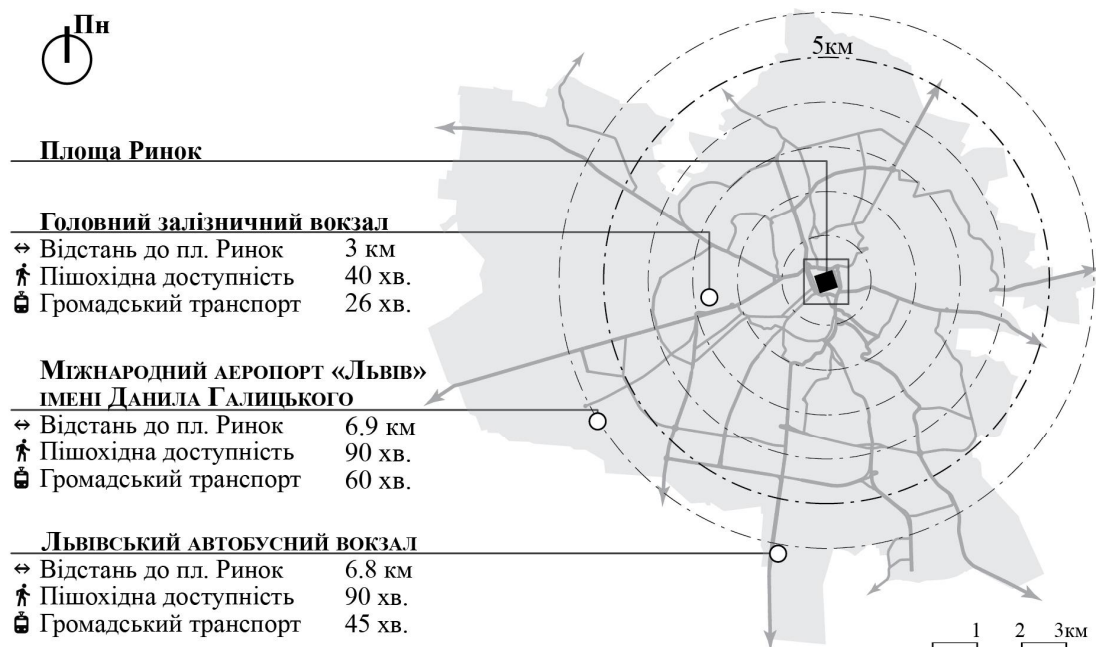 Пн
5км
Площа Ринок
Головний залізничний вокзал
Відстань до пл. Ринок 3 км
Пішохідна доступність 40 хв.
Громадський транспорт 26 хв.
Міжнародний аеропорт «Львів»
імені Данила Галицького
Відстань до пл. Ринок 6,9 км
Пішохідна доступність 90 хв.
Громадський транспорт 60 хв.
Львівський автобусний вокзал
Відстань до пл. Ринок 6.8 км
Пішохідна доступність 90 хв.
Громадський транспорт 45 хв.
1 2 3км